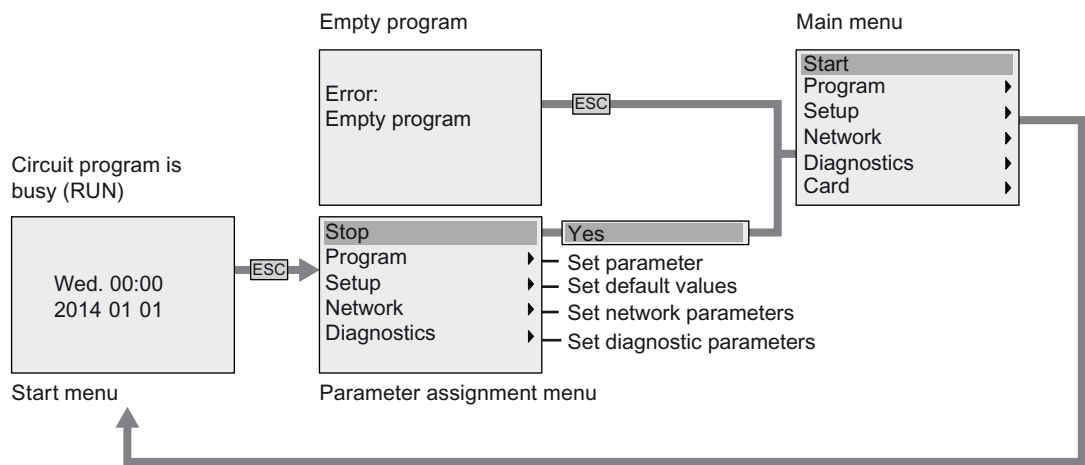 Empty program
Main menu
Error:
Empty program
ESC
Start
Program
Setup
Network
Diagnostics
Card
Circuit program is
busy (RUN)
Wed. 00:00
2014 01 01
Start menu
ESC
Stop
Program
Setup
Network
Diagnostics
Yes
Set parameter
Set default values
Set network parameters
Set diagnostic parameters
Parameter assignment menu